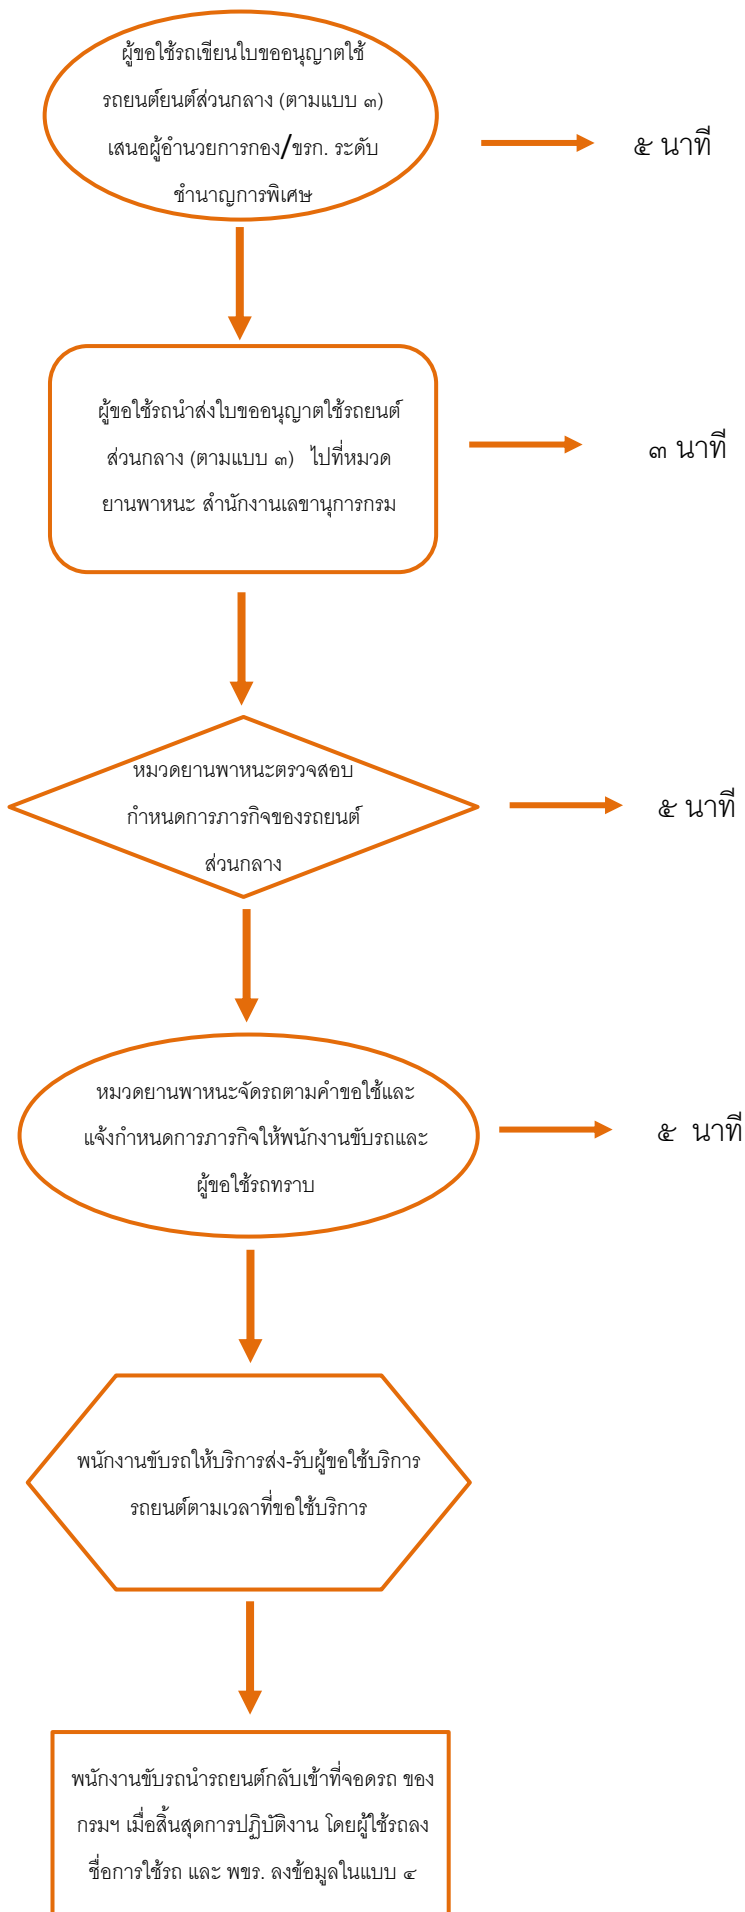 ผู้ขอใช้รถเขียนใบขออนุญาตใช้
รถยนต์ยนต์ส่วนกลาง (ตามแบบ ๓)
เสนอผู้อำนวยการกอง/ขรก. ระดับ
ชำนาญการพิเศษ
๕ นาที
ผู้ขอใช้รถนำส่งใบขออนุญาตใช้รถยนต์
ส่วนกลาง (ตามแบบ ๓) ไปที่หมวด
ยานพาหนะ สำนักงานเลขานุการกรม
๓ นาที
หมวดยานพาหนะตรวจสอบ
กำหนดการภารกิจของรถยนต์
ส่วนกลาง
๕ นาที
หมวดยานพาหนะจัดรถตามคำขอใช้และ
แจ้งกำหนดการภารกิจให้พนักงานขับรถและ
ผู้ขอใช้รถทราบ
๕ นาที
พนักงานขับรถให้บริการส่ง-รับผู้ขอใช้บริการ
รถยนต์ตามเวลาที่ขอใช้บริการ
พนักงานขับรถนำรถยนต์กลับเข้าที่จอดรถ ของ
กรมฯ เมื่อสิ้นสุดการปฏิบัติงาน โดยผู้ใช้รถลง
ชื่อการใช้รถ และ พขร. ลงข้อมูลในแบบ ๔